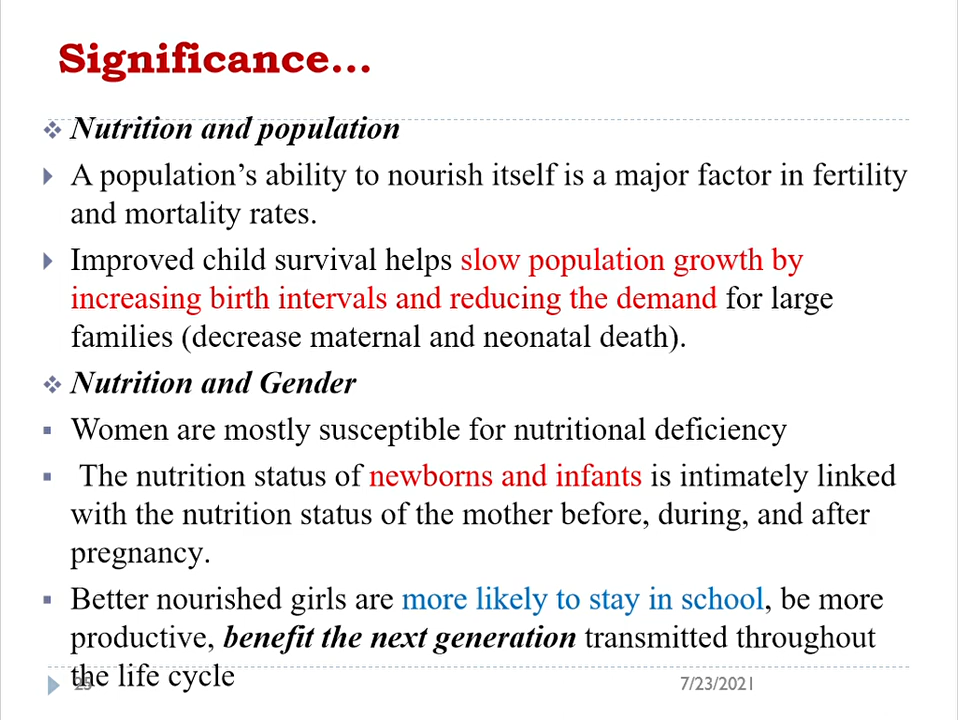 Significance...
Nutrition and population
A population’s ability to nourish itself is a major factor in fertility
and mortality rates.
Improved child survival helps slow population growth by
increasing birth intervals and reducing the demand for large
families (decrease maternal and neonatal death).
Nutrition and Gender
Women are mostly susceptible for nutritional deficiency
The nutrition status of newborns and infants is intimately linked
with the nutrition status of the mother before, during, and after
pregnancy.
Better nourished girls are more likely to stay in school, be more
productive, benefit the next generation transmitted throughout
the life cycle
25
7/23/2021